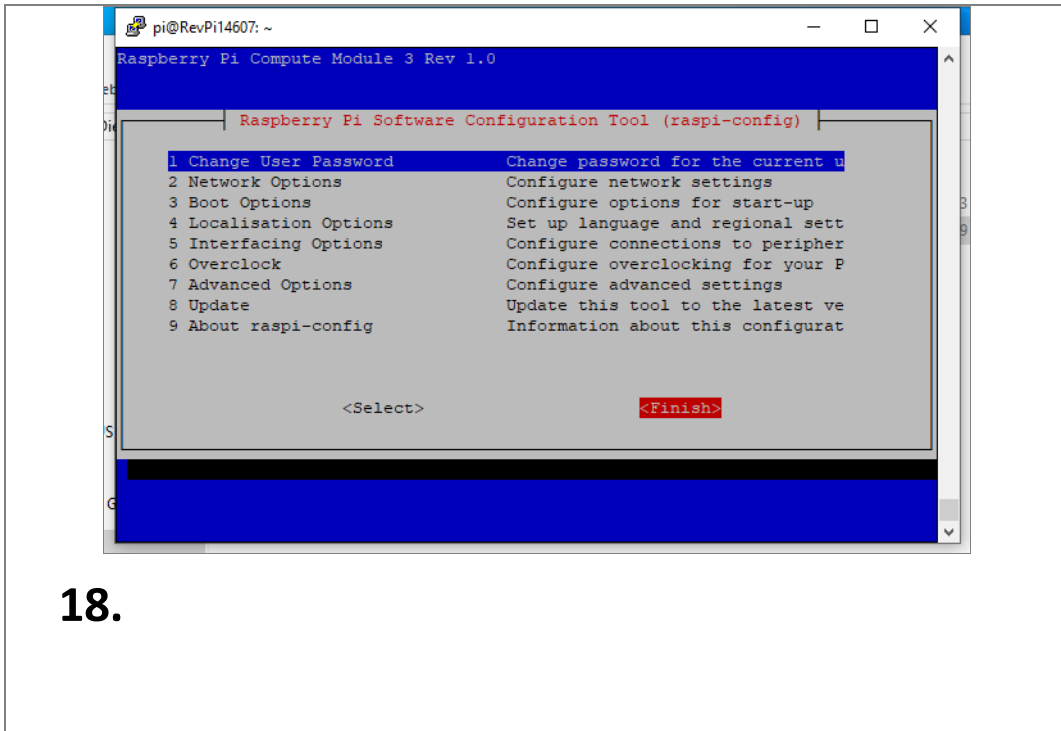 pi@RevPi14607: ~
Raspberry Pi Compute Module 3 Rev 1.0
Raspberry Pi Software Configuration Tool (raspi-config)
1 Change User Password Change password for the current u
2 Network Options Configure network settings
3 Boot Options Configure options for start-up
4 Localisation Options Set up language and regional sett
5 Interfacing Options Configure connections to peripher
6 Overclock Configure overclocking for your P
7 Advanced Options Configure advanced settings
8 Update Update this tool to the latest ve
9 About raspi-config Information about this configurat
<Select> <Finish>
18.